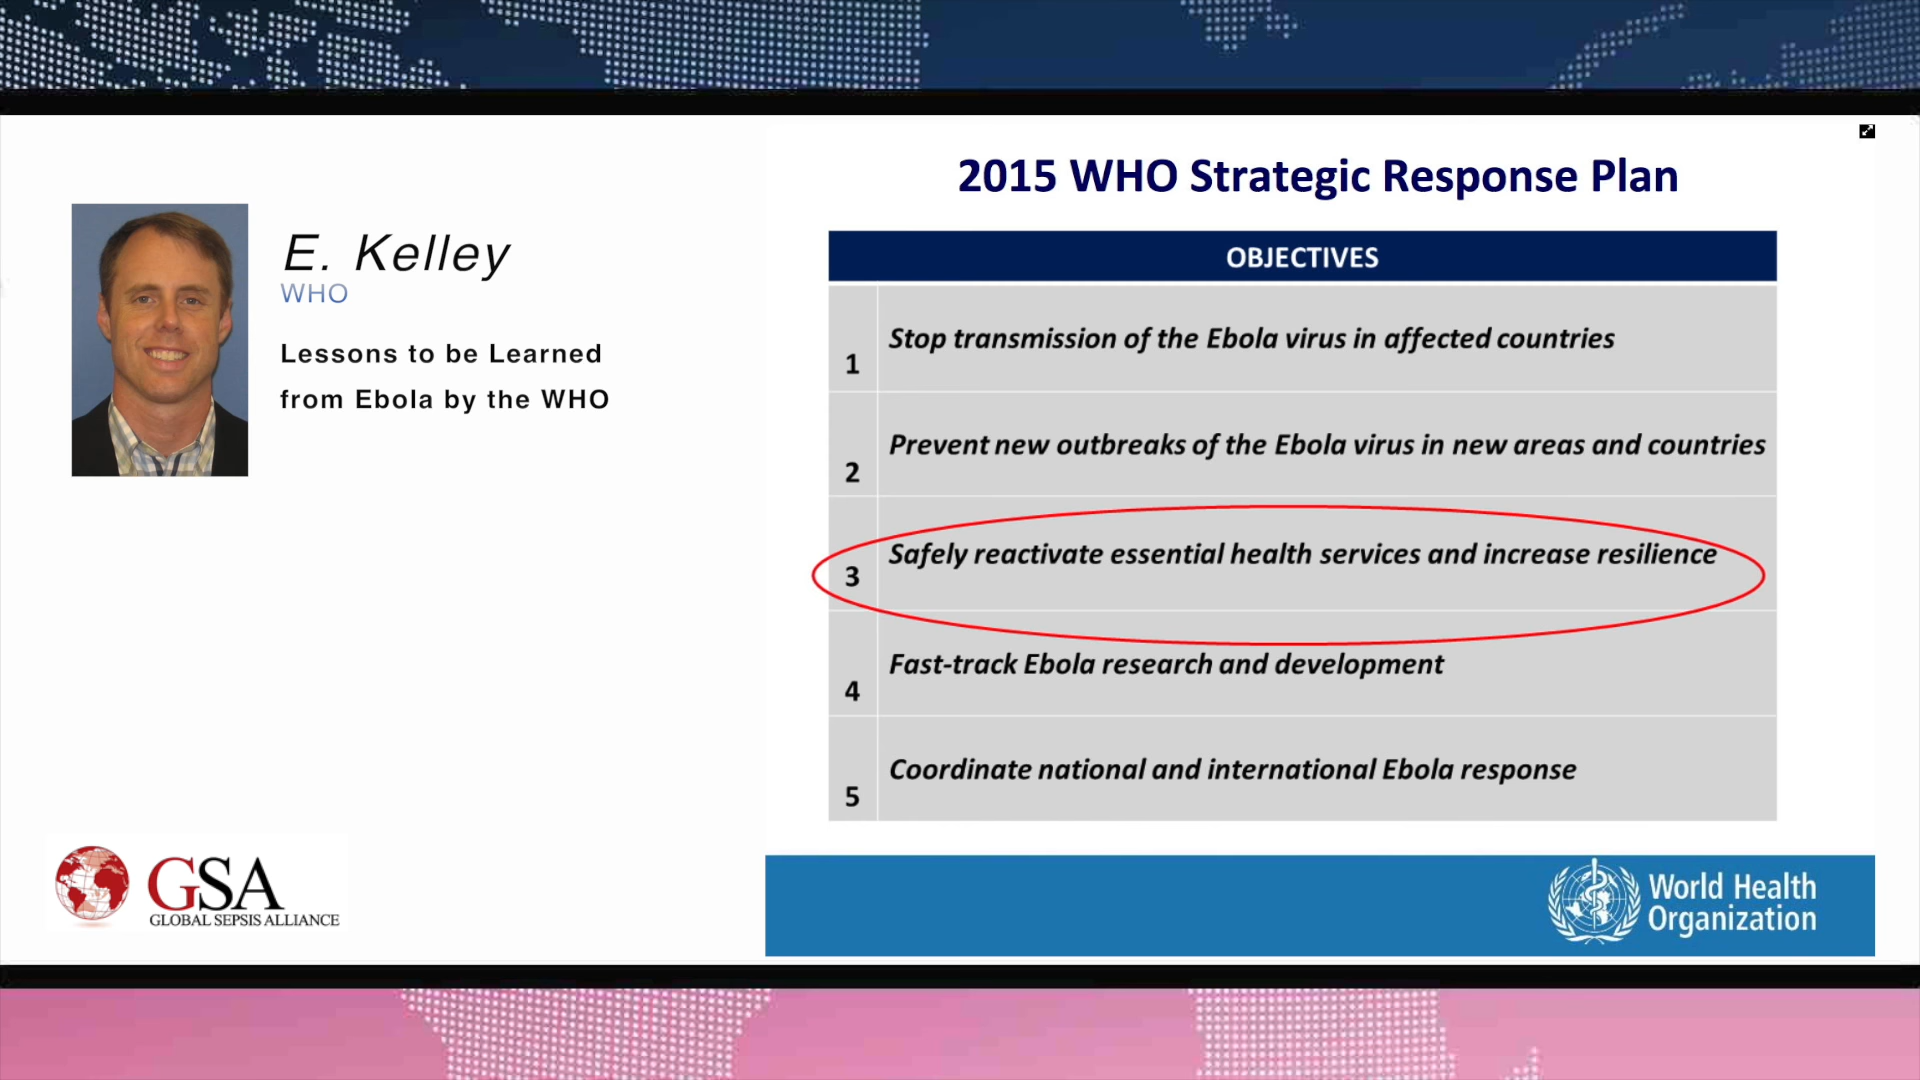 E. Kelley
WHO
Lessons to be Learned
from Ebola by the WHO
GSA
GLOBAL SEPSIS ALLIANCE
2015 WHO Strategic Response Plan
OBJECTIVES
1 Stop transmission of the Ebola virus in affected countries
2 Prevent new outbreaks of the Ebola virus in new areas and countries
3 Safely reactivate essential health services and increase resilience
4 Fast-track Ebola research and development
5 Coordinate national and international Ebola response
World Health
Organization